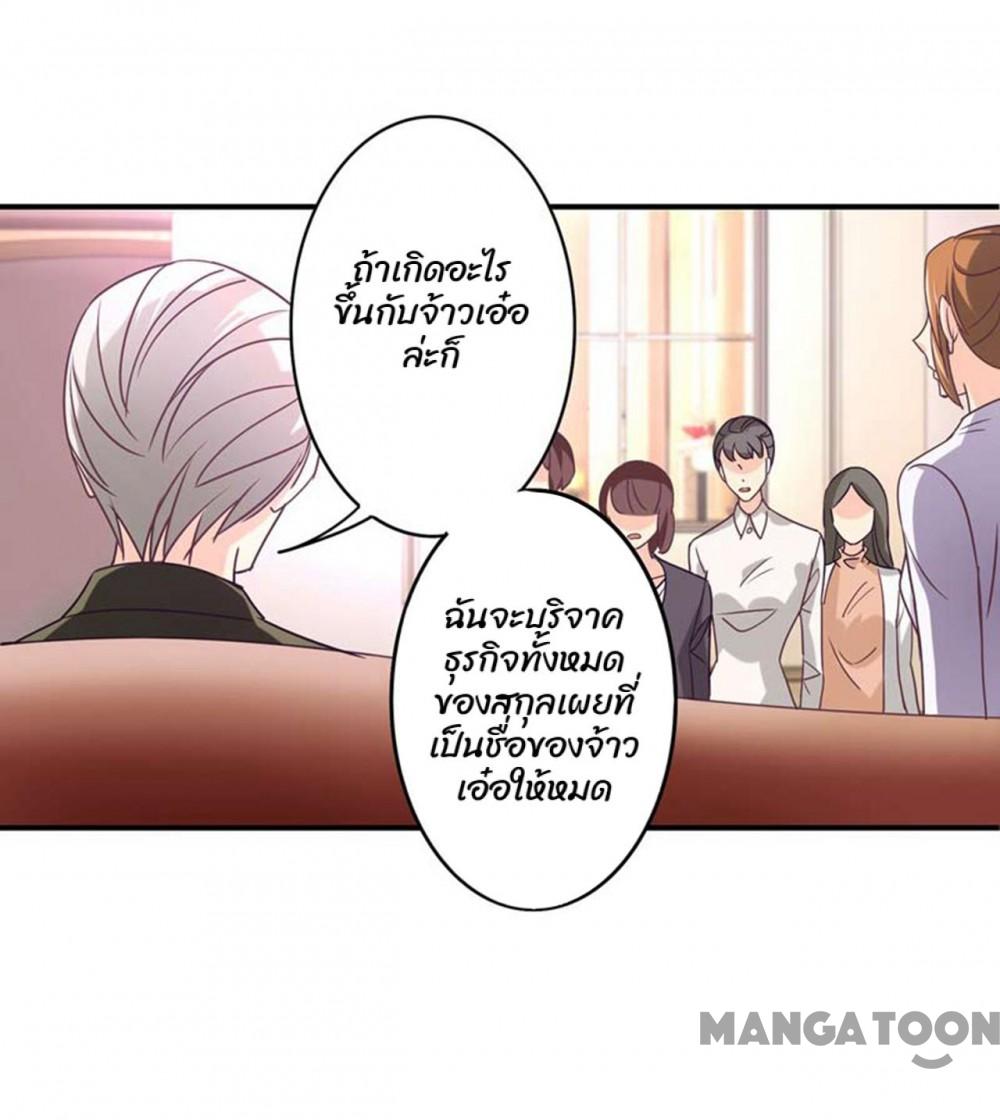 ถ้าเกิดอะไร
ขึ้นกับจ้าวเอ๋อ
ล่ะก็
ฉันจะบริจาค
ธุรกิจทั้งหมด
ของสกุลเผยที่
เป็นชื่อของจ้าว
เอ๋อให้หมด
MANGATOON